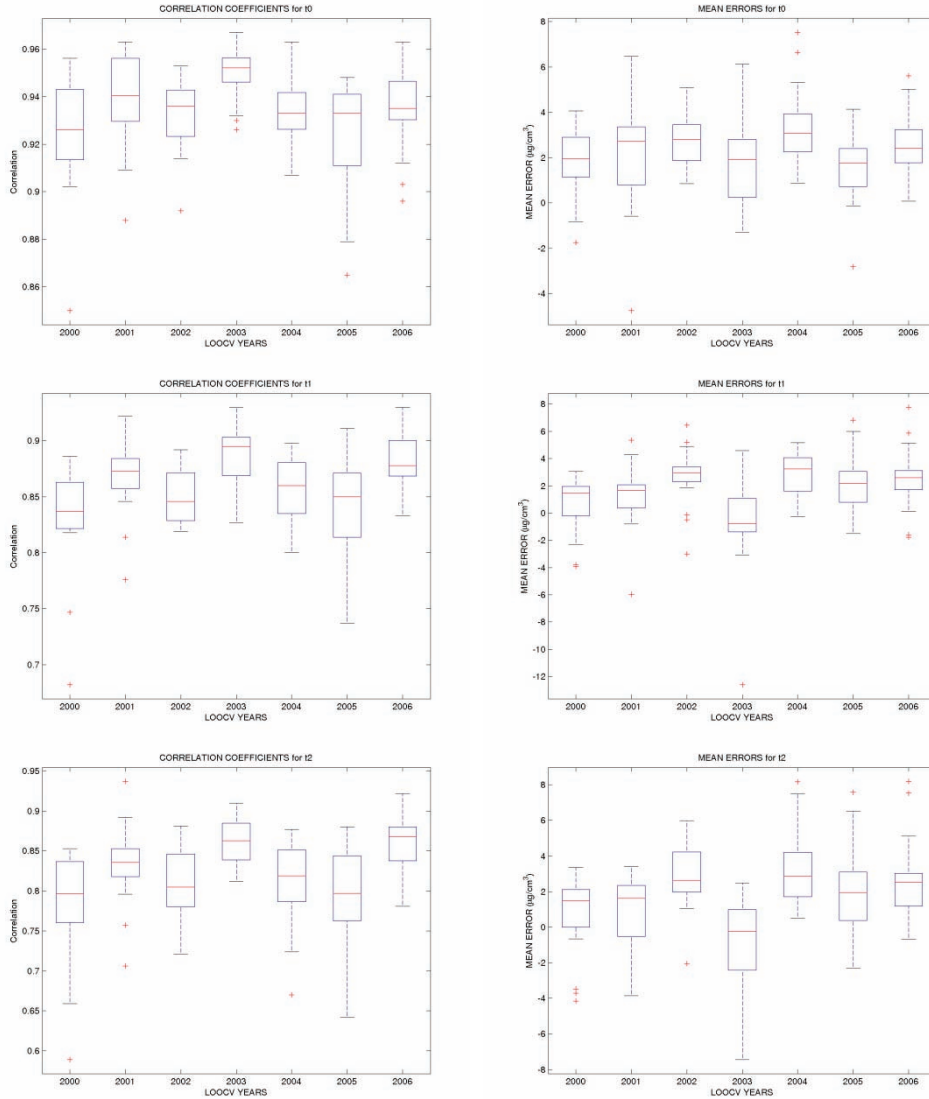 CORRELATION COEFFICIENTS for t0
0.96
0.94
0.92
0.9
0.88
0.86
Correlation
2000 2001 2002 2003 2004 2005 2006
LOOCV YEARS
MEAN ERRORS for t0
8
6
4
2
0
-2
-4
MEAN ERROR (µg/cm³)
2000 2001 2002 2003 2004 2005 2006
LOOCV YEARS
CORRELATION COEFFICIENTS for t1
0.9
0.85
0.8
0.75
0.7
Correlation
2000 2001 2002 2003 2004 2005 2006
LOOCV YEARS
MEAN ERRORS for t1
8
6
4
2
0
-2
-4
-6
-8
-10
-12
MEAN ERROR (µg/cm³)
2000 2001 2002 2003 2004 2005 2006
LOOCV YEARS
CORRELATION COEFFICIENTS for t2
0.95
0.9
0.85
0.8
0.75
0.7
0.65
0.6
Correlation
2000 2001 2002 2003 2004 2005 2006
LOOCV YEARS
MEAN ERRORS for t2
8
6
4
2
0
-2
-4
-6
-8
MEAN ERROR (µg/cm³)
2000 2001 2002 2003 2004 2005 2006
LOOCV YEARS